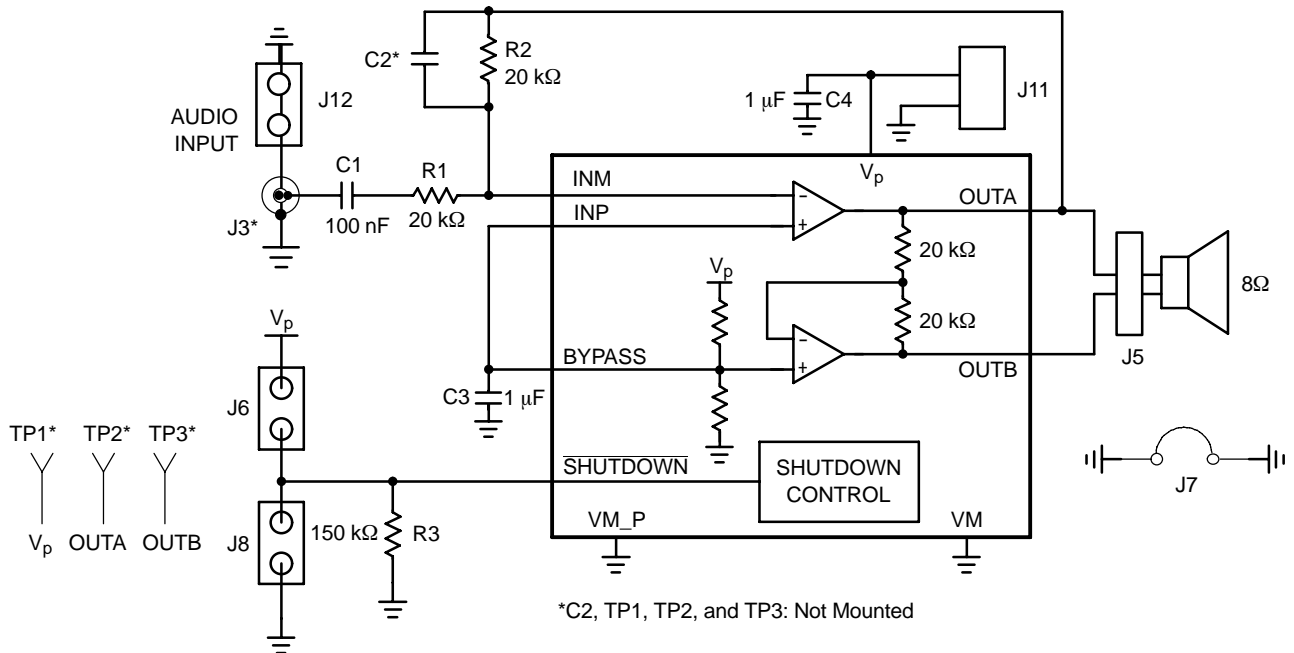 C2*
R2
20 kΩ
J12
AUDIO
INPUT
J3*
C1
100 nF
R1
20 kΩ
1 μF
C4
J11
Vp
INM
INP
OUTA
20 kΩ
20 kΩ
Vp
BYPASS
OUTB
C3
1 μF
J5
8Ω
Vp
J6
TP1*
TP2*
TP3*
Vp
OUTA
OUTB
J8
150 kΩ
R3
SHUTDOWN
SHUTDOWN
CONTROL
VM_P
VM
J7
*C2, TP1, TP2, and TP3: Not Mounted